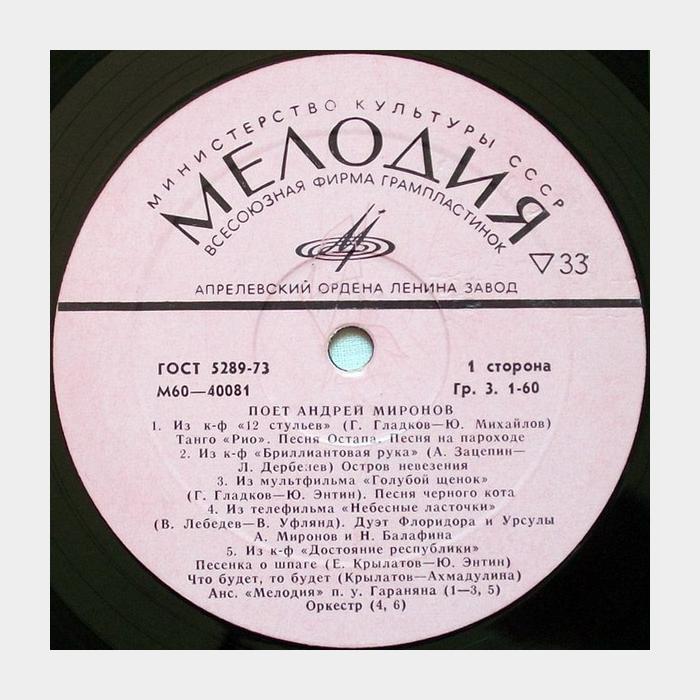 МИНИСТЕРСТВО КУЛЬТУРЫ СССР
МЕЛОДИЯ
ВСЕСОЮЗНАЯ ФИРМА ГРАМПЛАСТИНОК
33
АПРЕЛЕВСКИЙ ОРДЕНА ЛЕНИНА ЗАВОД
ГОСТ 5289-73 1 сторона
М60—40081 Гр. 3. 1-60
ПОЕТ АНДРЕЙ МИРОНОВ
1. Из к-ф «12 стульев» (Г. Гладков—Ю. Михайлов)
Танго «Рио». Песня Остапа. Песня на пароходе
2. Из к-ф «Бриллиантовая рука» (А. Зацепин—
Л. Дербенев) Остров невезения
3. Из мультфильма «Голубой щенок»
(Г. Гладков—Ю. Энтин). Песня черного кота
4. Из телефильма «Небесные ласточки»
(В. Лебедев—В. Уфлянд). Дуэт Флоридора и Урсулы
А. Миронов и Н. Балафина
5. Из к-ф «Достояние республики»
Песенка о шпаге (Е. Крылатов—Ю. Энтин)
Что будет, то будет (Крылатов—Ахмадулина)
Анс. «Мелодия» п. у. Гараняна (1—3, 5)
Оркестр (4, 6)